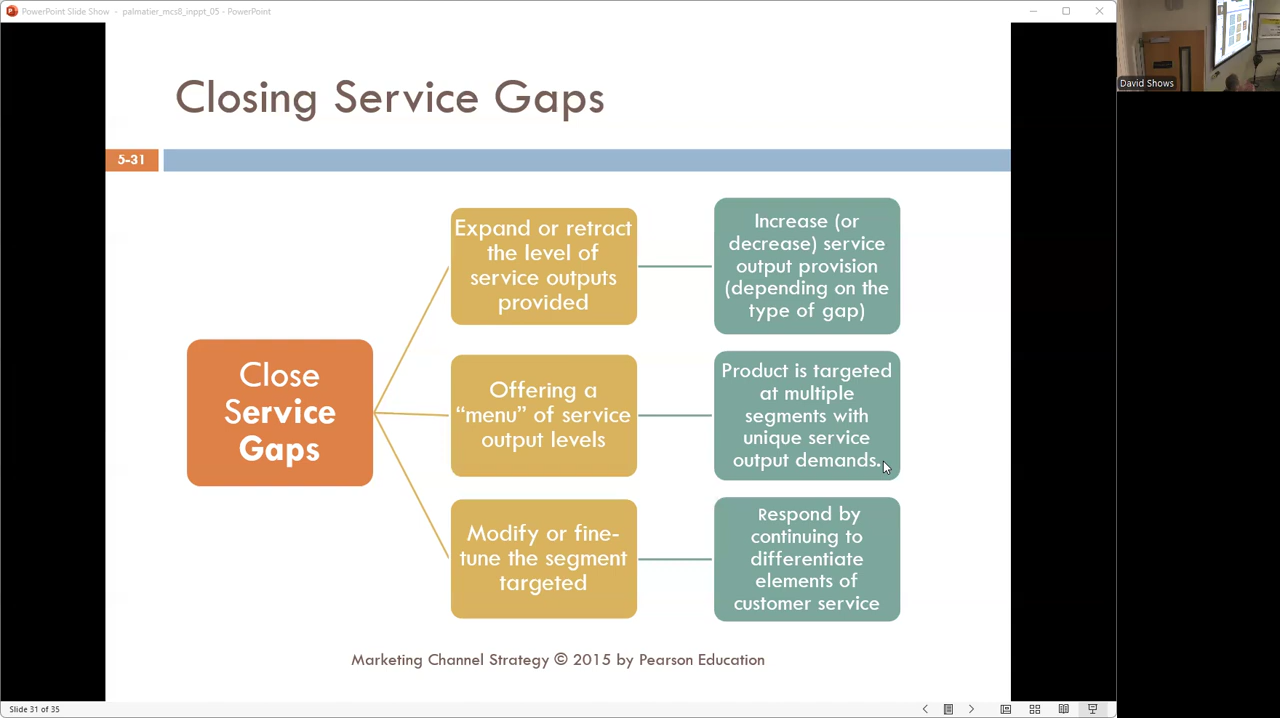 PowerPoint Slide Show - palmatier_mcs8_inppt_05 - PowerPoint
David Shows
Closing Service Gaps
5-31
Close
Service
Gaps
Expand or retract
the level of
service outputs
provided
Increase (or
decrease) service
output provision
(depending on the
type of gap)
Offering a
“menu” of service
output levels
Product is targeted
at multiple
segments with
unique service
output demands.
Modify or fine-
tune the segment
targeted
Respond by
continuing to
differentiate
elements of
customer service
Marketing Channel Strategy © 2015 by Pearson Education
Slide 31 of 35